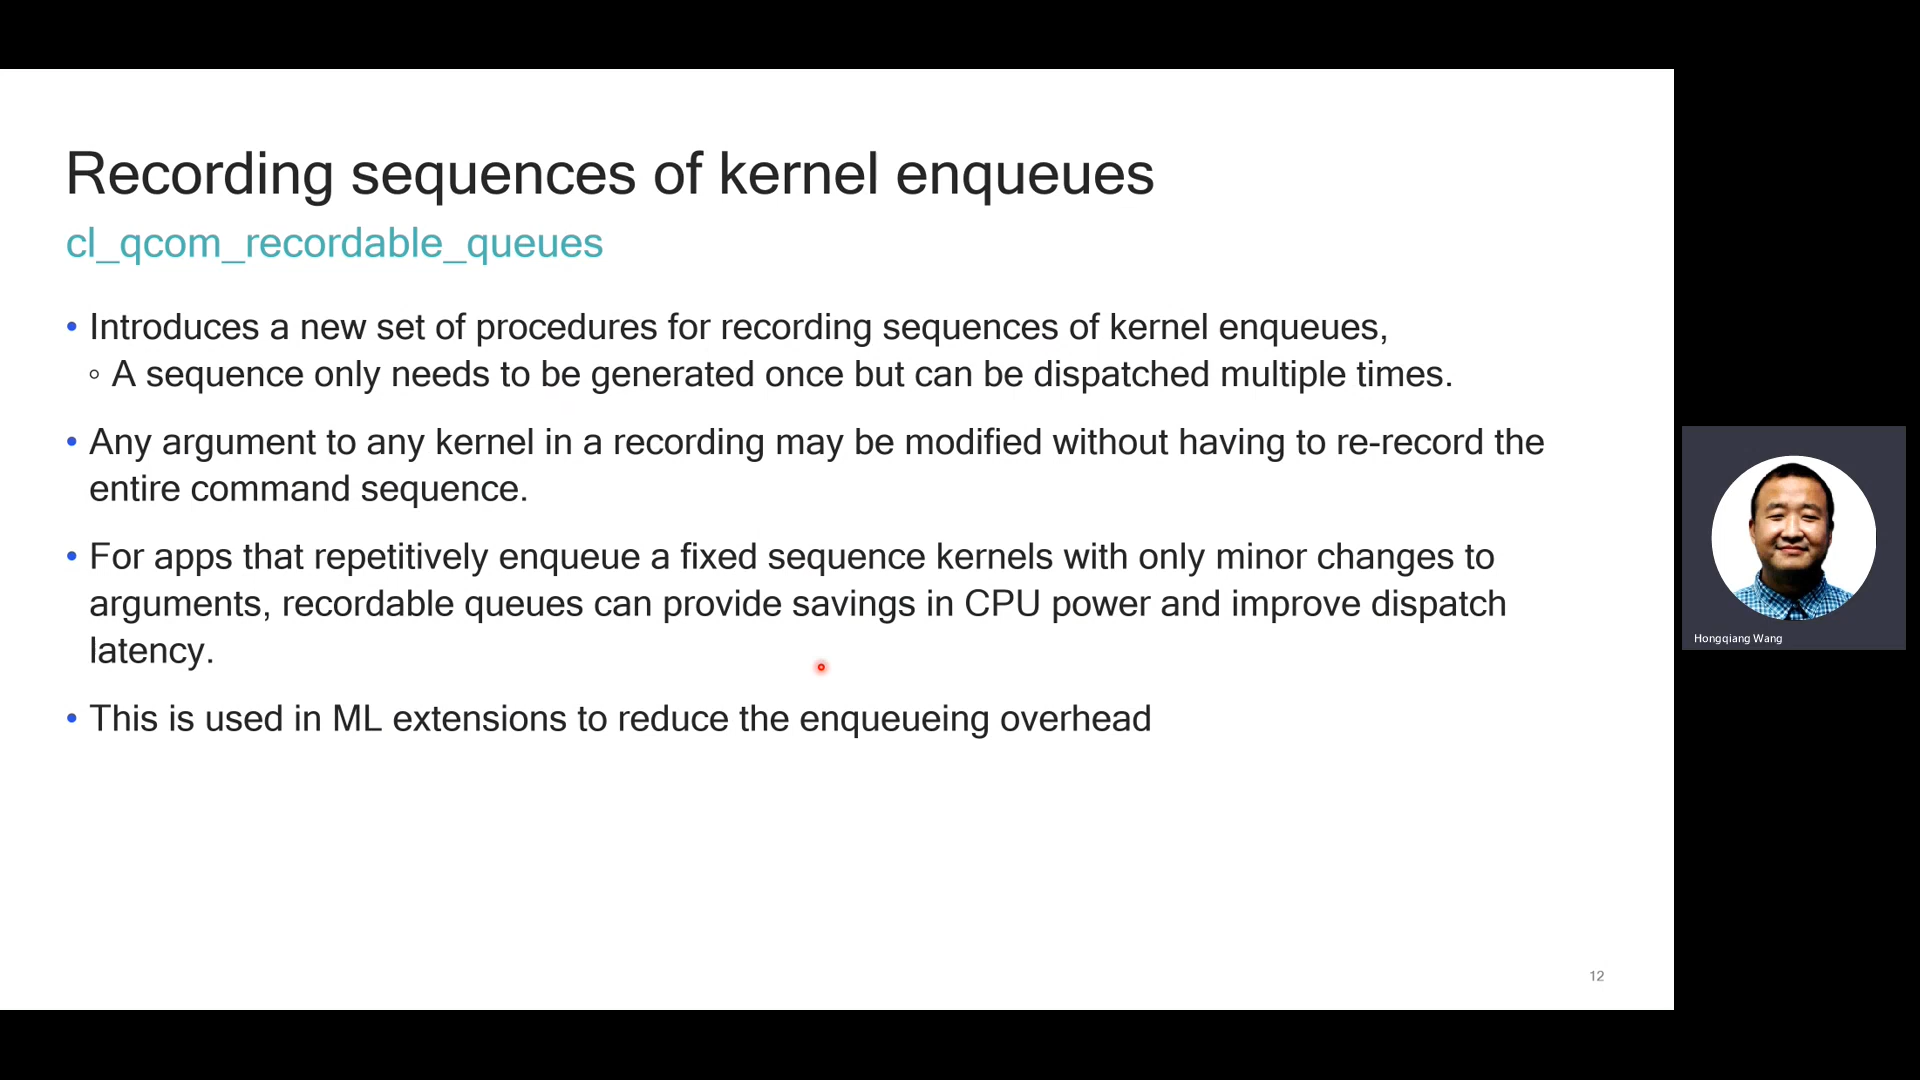 Recording sequences of kernel enqueues
cl_qcom_recordable_queues
• Introduces a new set of procedures for recording sequences of kernel enqueues,
◦ A sequence only needs to be generated once but can be dispatched multiple times.
• Any argument to any kernel in a recording may be modified without having to re-record the
entire command sequence.
• For apps that repetitively enqueue a fixed sequence kernels with only minor changes to
arguments, recordable queues can provide savings in CPU power and improve dispatch
latency.
• This is used in ML extensions to reduce the enqueueing overhead
Hongqiang Wang
12